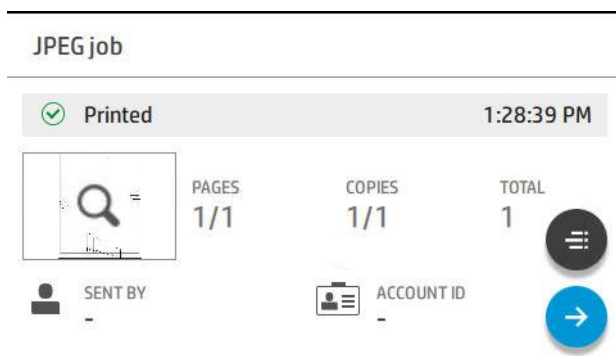 JPEG job
Printed 1:28:39 PM
PAGES COPIES TOTAL
1/1 1/1 1
SENT BY ACCOUNT ID
- -